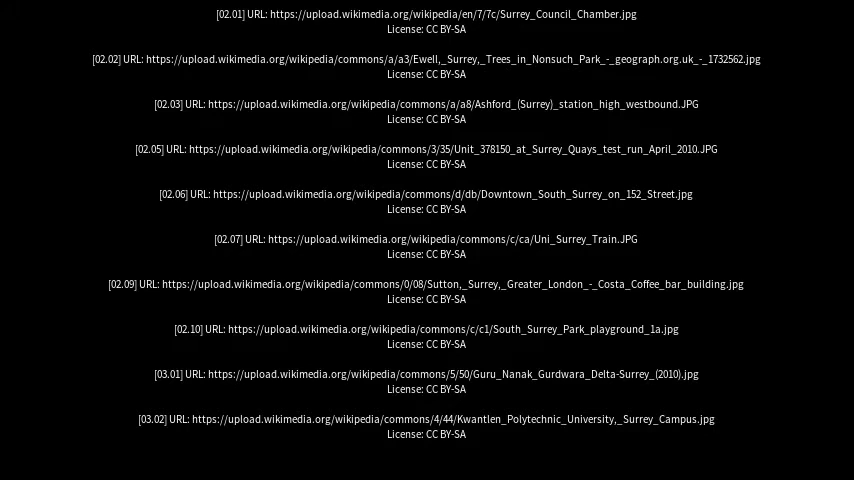 [02.01] URL: https://upload.wikimedia.org/wikipedia/en/7/7c/Surrey_Council_Chamber.jpg
License: CC BY-SA
[02.02] URL: https://upload.wikimedia.org/wikipedia/commons/a/a3/Ewell,_Surrey,_Trees_in_Nonsuch_Park_-_geograph.org.uk_-_1732562.jpg
License: CC BY-SA
[02.03] URL: https://upload.wikimedia.org/wikipedia/commons/a/a8/Ashford_(Surrey)_station_high_westbound.JPG
License: CC BY-SA
[02.05] URL: https://upload.wikimedia.org/wikipedia/commons/3/35/Unit_378150_at_Surrey_Quays_test_run_April_2010.JPG
License: CC BY-SA
[02.06] URL: https://upload.wikimedia.org/wikipedia/commons/d/db/Downtown_South_Surrey_on_152_Street.jpg
License: CC BY-SA
[02.07] URL: https://upload.wikimedia.org/wikipedia/commons/c/ca/Uni_Surrey_Train.JPG
License: CC BY-SA
[02.09] URL: https://upload.wikimedia.org/wikipedia/commons/0/08/Sutton,_Surrey,_Greater_London_-_Costa_Coffee_bar_building.jpg
License: CC BY-SA
[02.10] URL: https://upload.wikimedia.org/wikipedia/commons/c/c1/South_Surrey_Park_playground_1a.jpg
License: CC BY-SA
[03.01] URL: https://upload.wikimedia.org/wikipedia/commons/5/50/Guru_Nanak_Gurdwara_Delta-Surrey_(2010).jpg
License: CC BY-SA
[03.02] URL: https://upload.wikimedia.org/wikipedia/commons/4/44/Kwantlen_Polytechnic_University,_Surrey_Campus.jpg
License: CC BY-SA